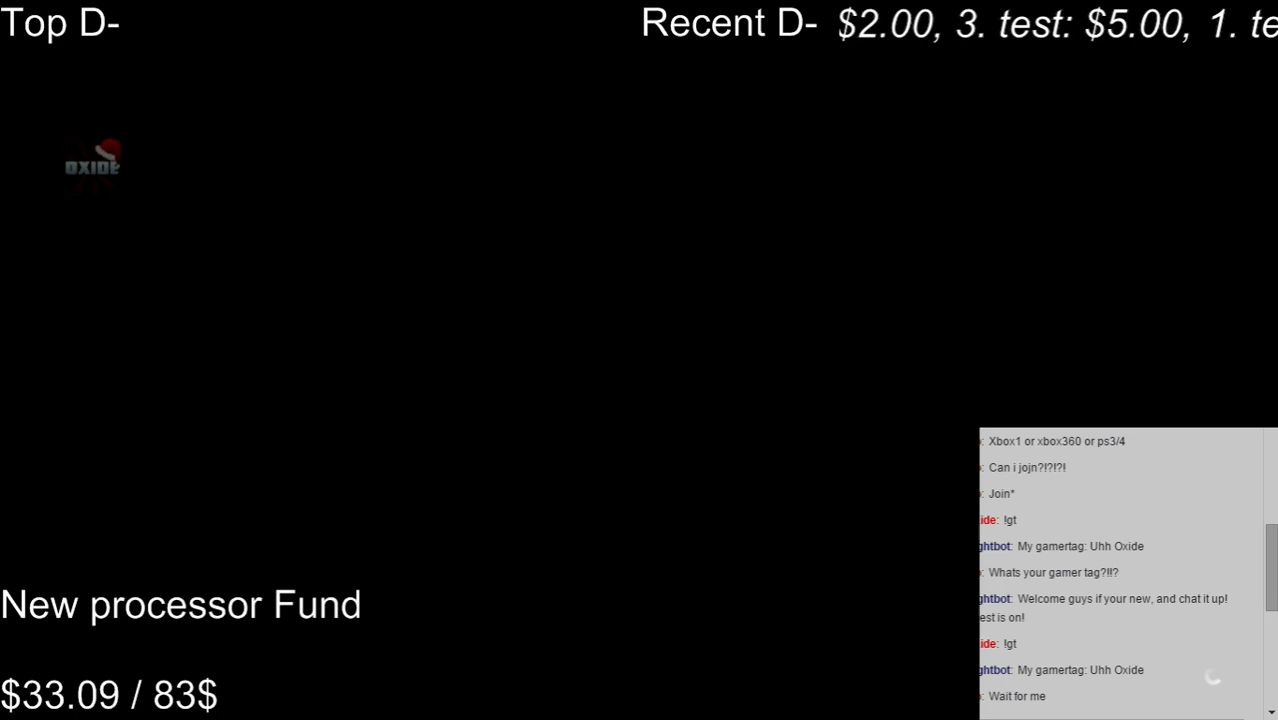 Top D-
Recent D- $2.00, 3. test: $5.00, 1. te
OXIDE
: Xbox1 or xbox360 or ps3/4
: Can i jojn?!?!?!
: Join*
ide: !gt
ghtbot: My gamertag: Uhh Oxide
: Whats your gamer tag?!!?
ghtbot: Welcome guys if your new, and chat it up!
est is on!
ide: !gt
ghtbot: My gamertag: Uhh Oxide
: Wait for me
New processor Fund
$33.09 / 83$